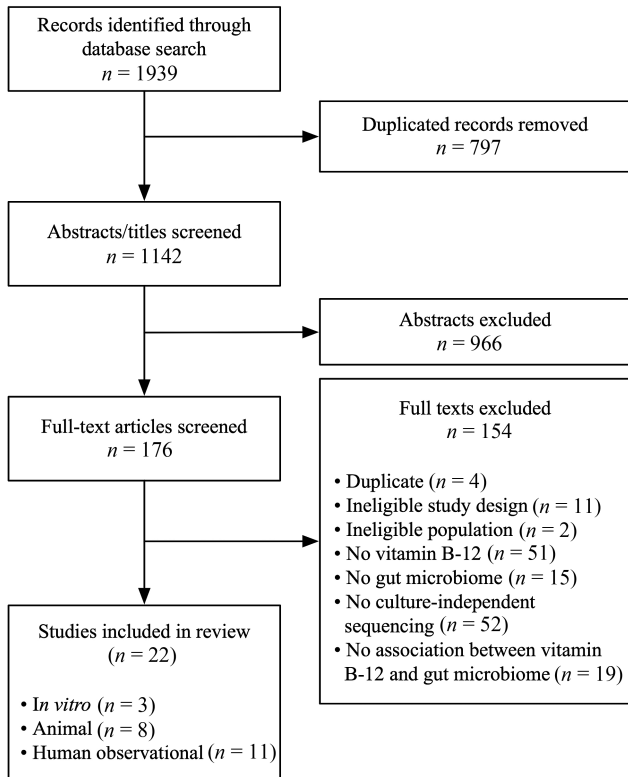 Records identified through
database search
n = 1939
Duplicated records removed
n = 797
Abstracts/titles screened
n = 1142
Abstracts excluded
n = 966
Full-text articles screened
n = 176
Full texts excluded
n = 154
• Duplicate (n = 4)
• Ineligible study design (n = 11)
• Ineligible population (n = 2)
• No vitamin B-12 (n = 51)
• No gut microbiome (n = 15)
• No culture-independent
sequencing (n = 52)
• No association between vitamin
B-12 and gut microbiome (n = 19)
Studies included in review
(n = 22)
• In vitro (n = 3)
• Animal (n = 8)
• Human observational (n = 11)